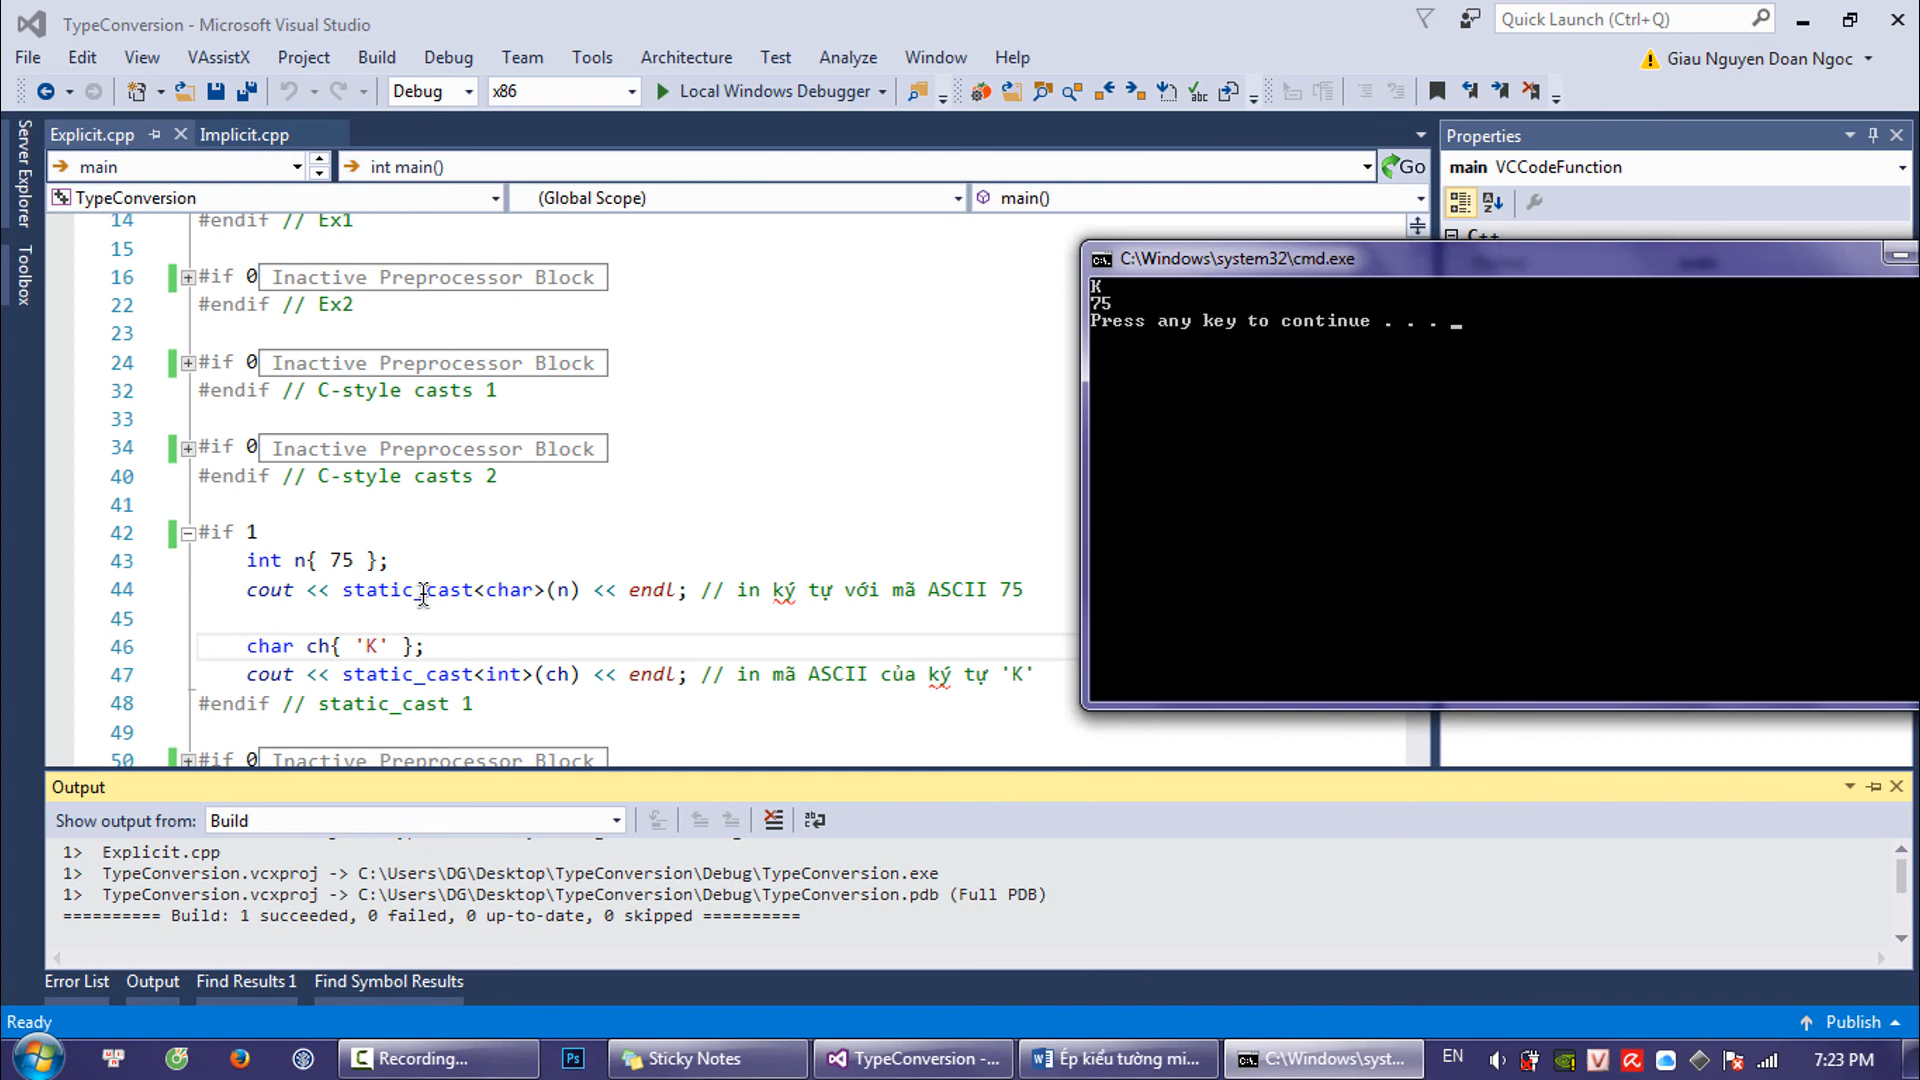 TypeConversion - Microsoft Visual Studio
Quick Launch (Ctrl+Q)
File Edit View VAssistX Project Build Debug Team Tools Architecture Test Analyze Window Help
Giau Nguyen Doan Ngoc
Debug x86 Local Windows Debugger
Server Explorer
Toolbox
Explicit.cpp Implicit.cpp
main int main() Go
TypeConversion (Global Scope) main()
Properties
main VCCodeFunction
C++
14 #endif // Ex1
15
16 #if 0 Inactive Preprocessor Block
22 #endif // Ex2
23
24 #if 0 Inactive Preprocessor Block
32 #endif // C-style casts 1
33
34 #if 0 Inactive Preprocessor Block
40 #endif // C-style casts 2
41
42 #if 1
43 int n{ 75 };
44 cout << static_cast<char>(n) << endl; // in ký tự với mã ASCII 75
45
46 char ch{ 'K' };
47 cout << static_cast<int>(ch) << endl; // in mã ASCII của ký tự 'K'
48 #endif // static_cast 1
49
50 #if 0 Inactive Preprocessor Block
C:\Windows\system32\cmd.exe
K
75
Press any key to continue . . . _
Output
Show output from: Build
1> Explicit.cpp
1> TypeConversion.vcxproj -> C:\Users\DG\Desktop\TypeConversion\Debug\TypeConversion.exe
1> TypeConversion.vcxproj -> C:\Users\DG\Desktop\TypeConversion\Debug\TypeConversion.pdb (Full PDB)
========== Build: 1 succeeded, 0 failed, 0 up-to-date, 0 skipped ==========
Error List Output Find Results 1 Find Symbol Results
Ready
Publish
Recording... Ps Sticky Notes TypeConversion -... Ép kiểu tường mi... C:\Windows\syst... EN 7:23 PM